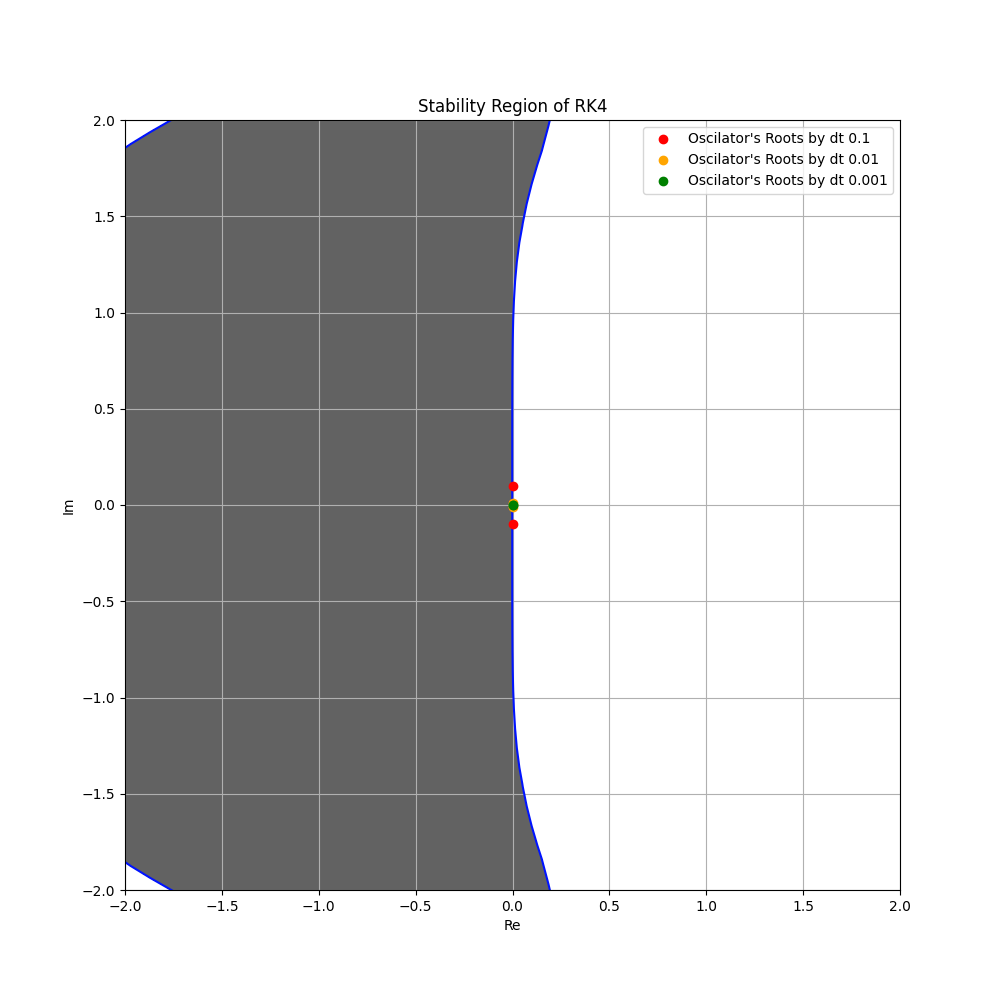 Stability Region of RK4
Oscilator's Roots by dt 0.1
Oscilator's Roots by dt 0.01
Oscilator's Roots by dt 0.001
2.0
1.5
1.0
0.5
0.0
−0.5
−1.0
−1.5
−2.0
Im
−2.0 −1.5 −1.0 −0.5 0.0 0.5 1.0 1.5 2.0
Re